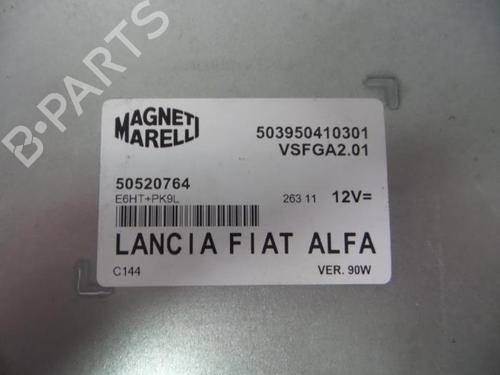 B-PARTS
MAGNETI
MARELLI
503950410301
VSFGA2.01
50520764
E6HT+PK9L
263 11 12V=
LANCIA FIAT ALFA
C144
VER. 90W